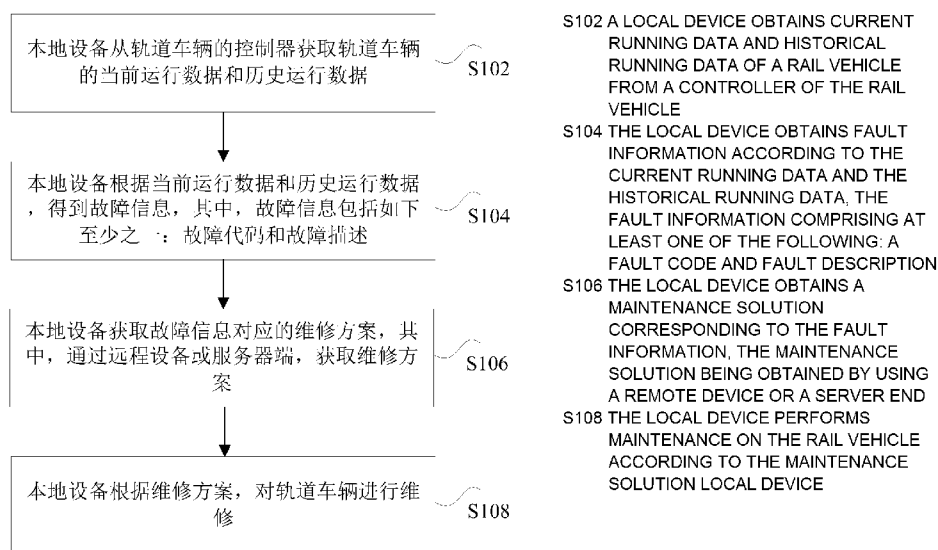 本地设备从轨道车辆的控制器获取轨道车辆
的当前运行数据和历史运行数据
S102
本地设备根据当前运行数据和历史运行数据
，得到故障信息，其中，故障信息包括如下
至少之一：故障代码和故障描述
S104
本地设备获取故障信息对应的维修方案，其
中，通过远程设备或服务器端，获取维修方
案
S106
本地设备根据维修方案，对轨道车辆进行维
修
S108
S102 A LOCAL DEVICE OBTAINS CURRENT
RUNNING DATA AND HISTORICAL
RUNNING DATA OF A RAIL VEHICLE
FROM A CONTROLLER OF THE RAIL
VEHICLE
S104 THE LOCAL DEVICE OBTAINS FAULT
INFORMATION ACCORDING TO THE
CURRENT RUNNING DATA AND THE
HISTORICAL RUNNING DATA, THE
FAULT INFORMATION COMPRISING AT
LEAST ONE OF THE FOLLOWING: A
FAULT CODE AND FAULT DESCRIPTION
S106 THE LOCAL DEVICE OBTAINS A
MAINTENANCE SOLUTION
CORRESPONDING TO THE FAULT
INFORMATION, THE MAINTENANCE
SOLUTION BEING OBTAINED BY USING
A REMOTE DEVICE OR A SERVER END
S108 THE LOCAL DEVICE PERFORMS
MAINTENANCE ON THE RAIL VEHICLE
ACCORDING TO THE MAINTENANCE
SOLUTION LOCAL DEVICE